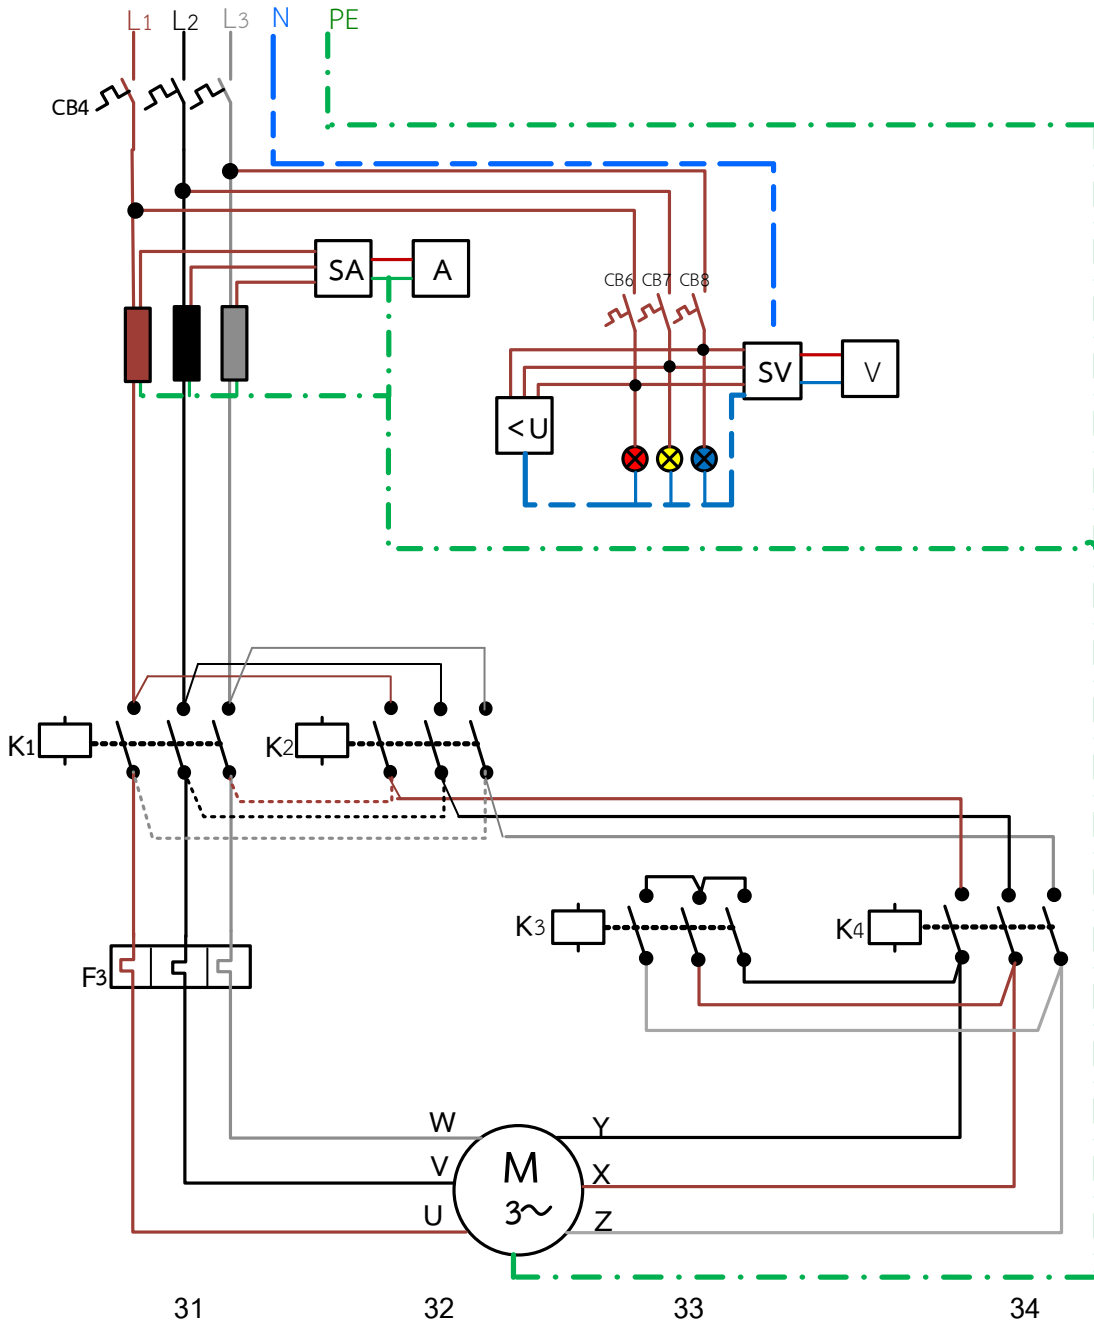 L1 L2 L3 N PE
CB4
SA A
CB6 CB7 CB8
SV V
<U
K1 K2
K3 K4
F3
W Y
V M X
U 3~ Z
31 32 33 34